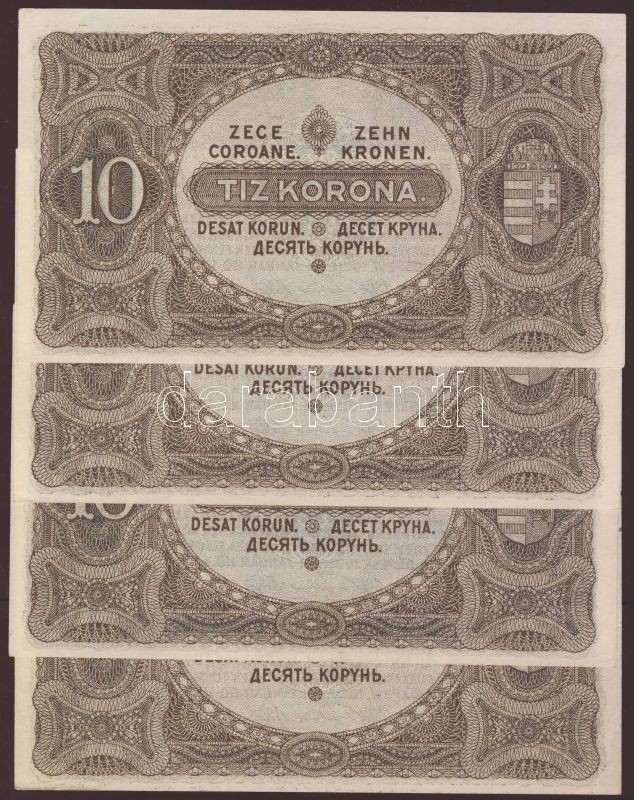 ZECE ZEHN
COROANE. KRONEN.
10
TIZ KORONA.
DESAT KORUN. ДЕСЕТ КРУНА.
ДЕСЯТЬ КОРУНЬ.
DESAT KORUN. ДЕСЕТ КРУНА.
ДЕСЯТЬ КОРУНЬ.
darabanth
10
DESAT KORUN. ДЕСЕТ КРУНА.
ДЕСЯТЬ КОРУНЬ.
ДЕСЯТЬ КОРУНЬ.